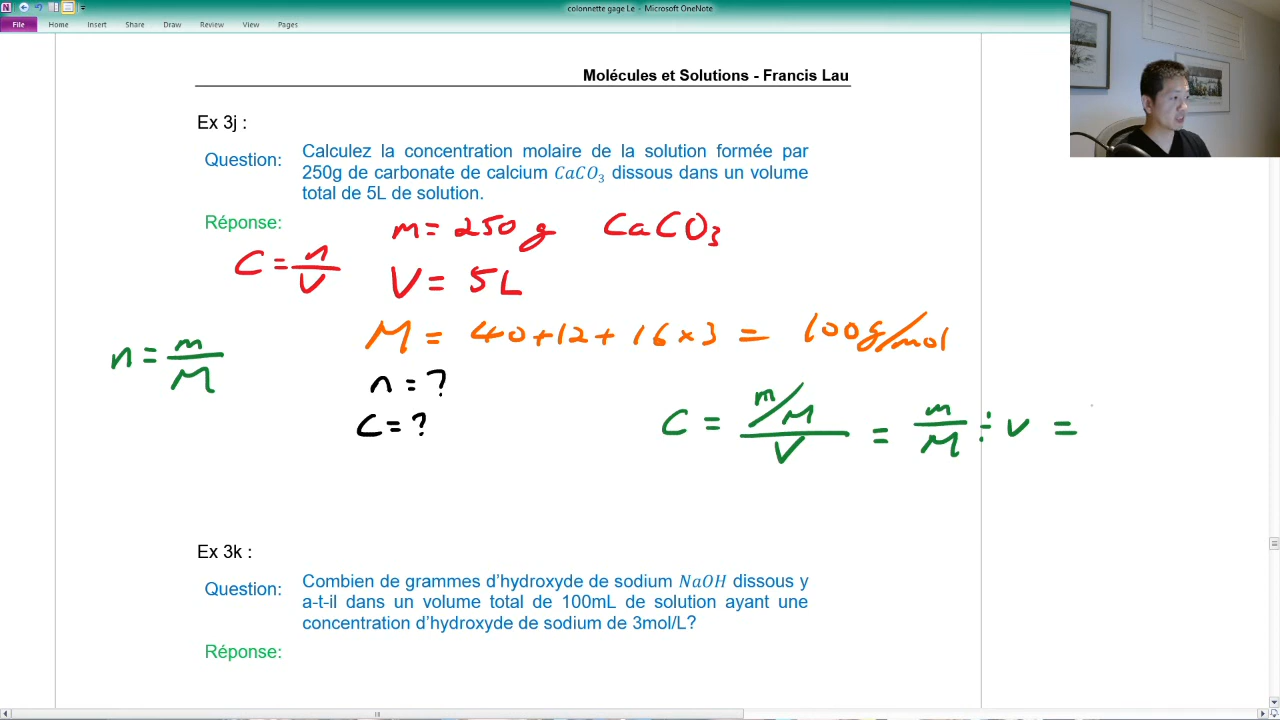 colonnette gage Le - Microsoft OneNote
File Home Insert Share Draw Review View Pages
Molécules et Solutions - Francis Lau
Ex 3j :
Question: Calculez la concentration molaire de la solution formée par
250g de carbonate de calcium CaCO₃ dissous dans un volume
total de 5L de solution.
Réponse: m = 250 g CaCO₃
C = n/V
V = 5L
M = 40+12+16×3 = 100g/mol
n = m/M
n = ?
C = ?
C = (m/M)/V = m/M ÷ V =
Ex 3k :
Question: Combien de grammes d’hydroxyde de sodium NaOH dissous y
a-t-il dans un volume total de 100mL de solution ayant une
concentration d’hydroxyde de sodium de 3mol/L?
Réponse: